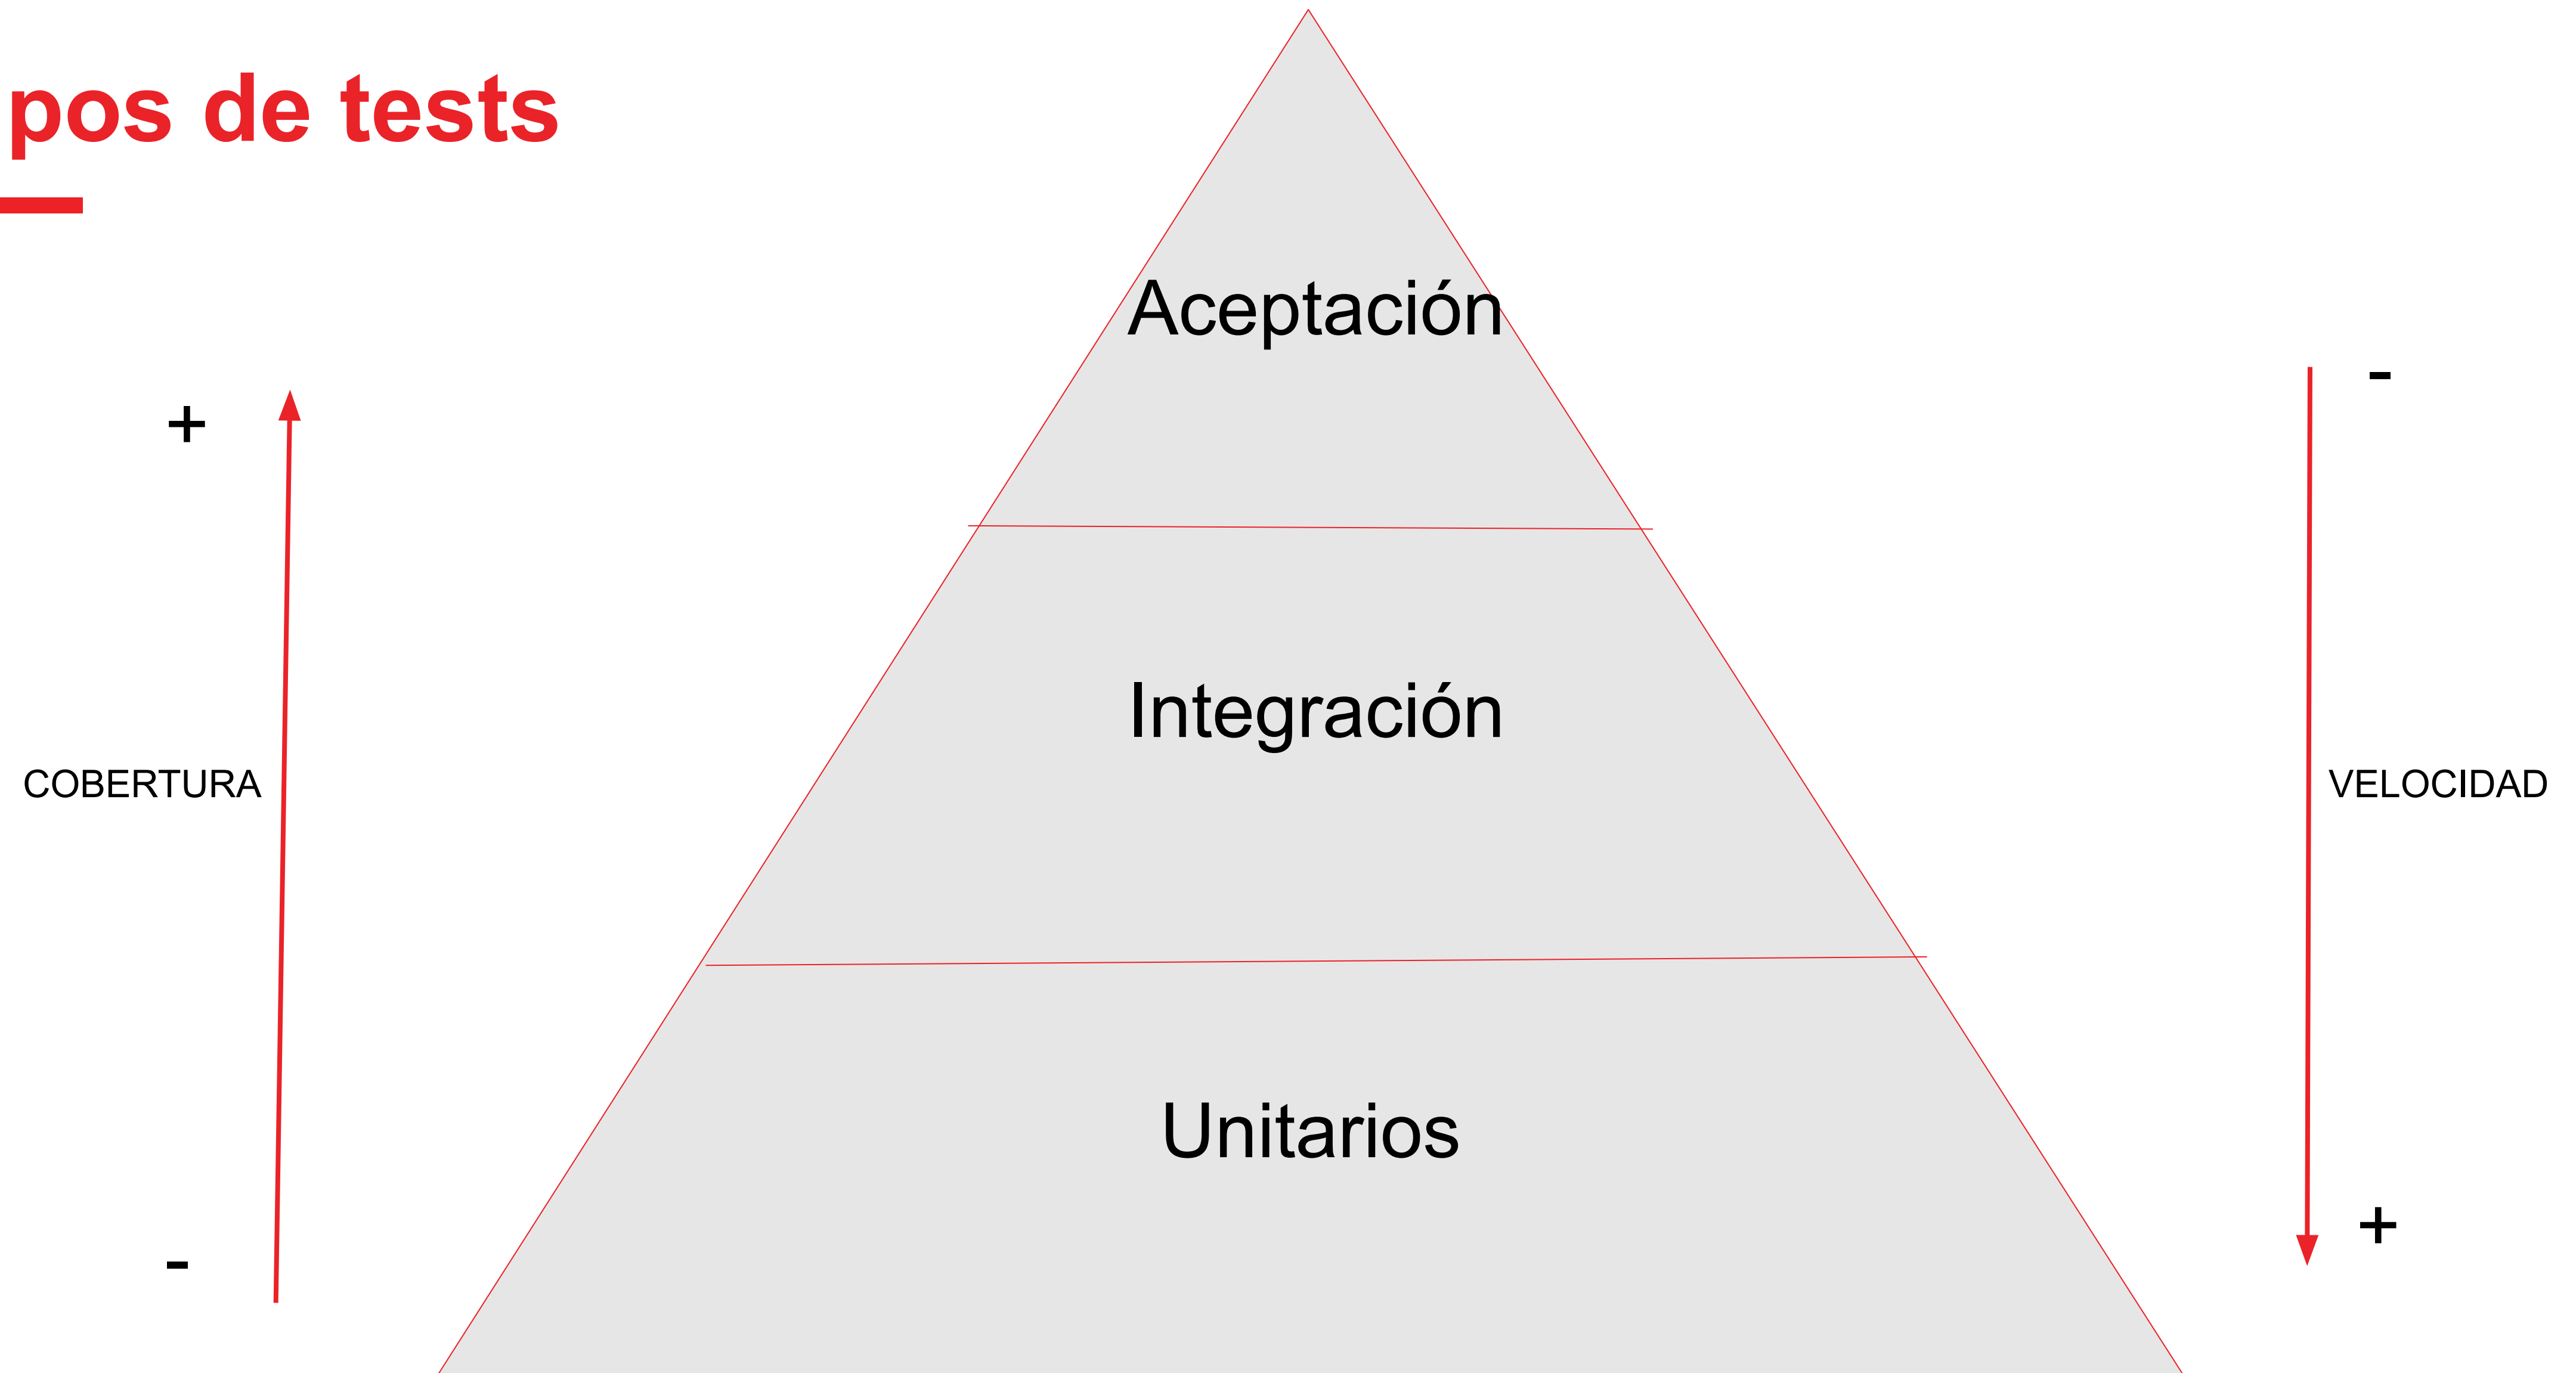 pos de tests
Aceptación
+
-
Integración
COBERTURA
VELOCIDAD
Unitarios
-
+